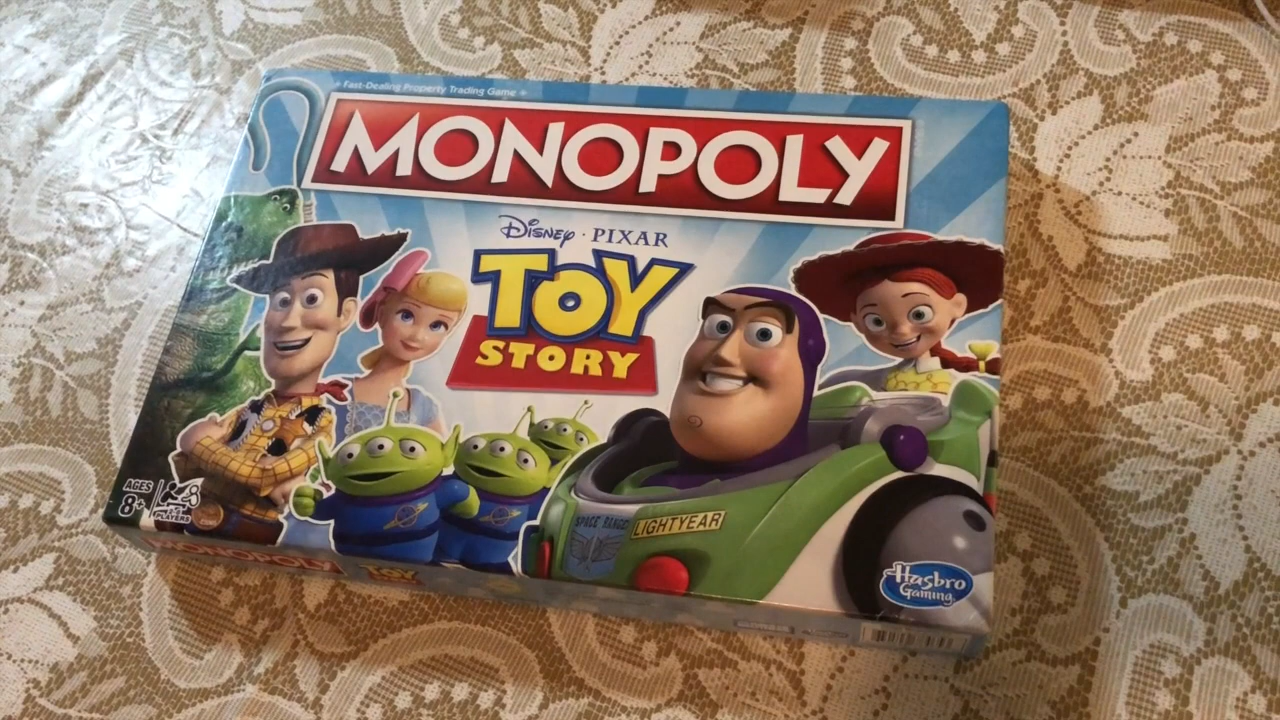 Fast-Dealing Property Trading Game
MONOPOLY
DISNEY · PIXAR
TOY
STORY
SPACE RANGER
LIGHTYEAR
AGES
8+
PLAYERS
Hasbro
Gaming
MONOPOLY
TOY